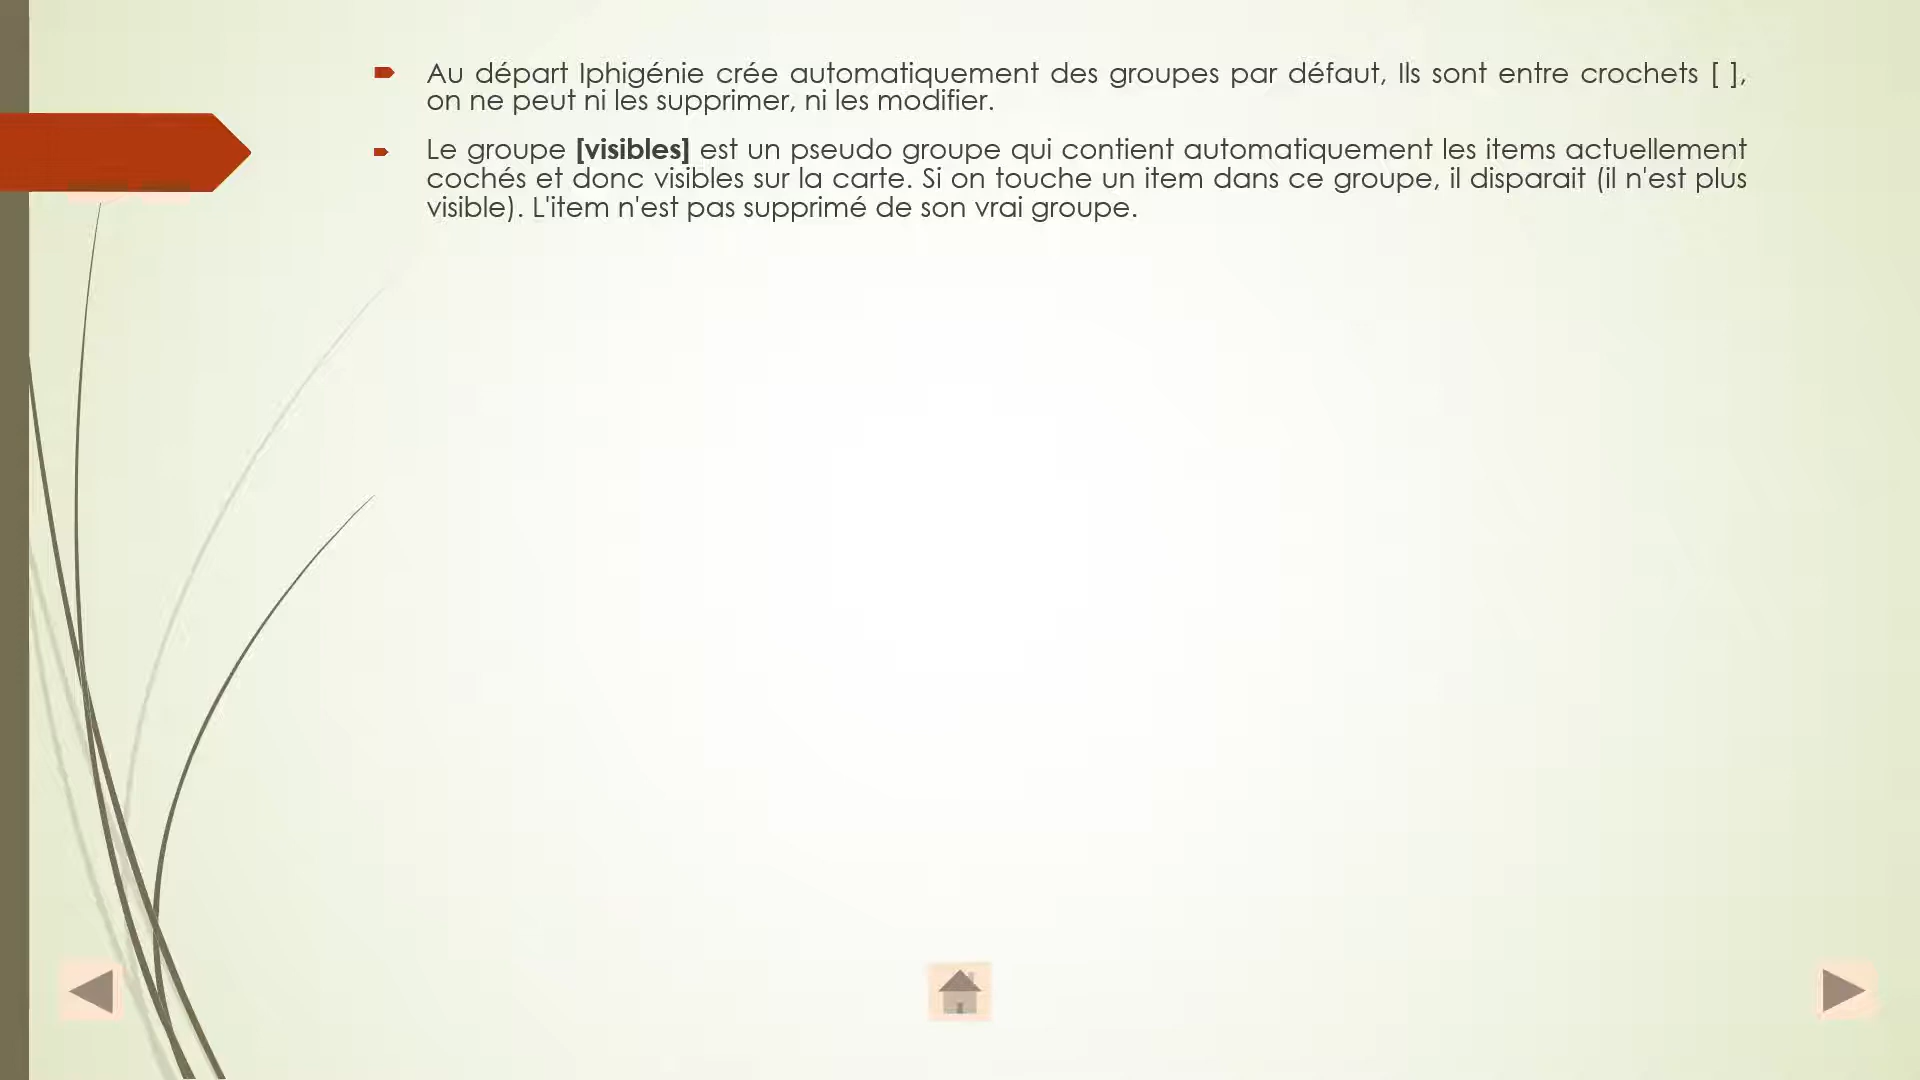 Au départ Iphigénie crée automatiquement des groupes par défaut, Ils sont entre crochets [ ],
on ne peut ni les supprimer, ni les modifier.
Le groupe [visibles] est un pseudo groupe qui contient automatiquement les items actuellement
cochés et donc visibles sur la carte. Si on touche un item dans ce groupe, il disparait (il n'est plus
visible). L'item n'est pas supprimé de son vrai groupe.